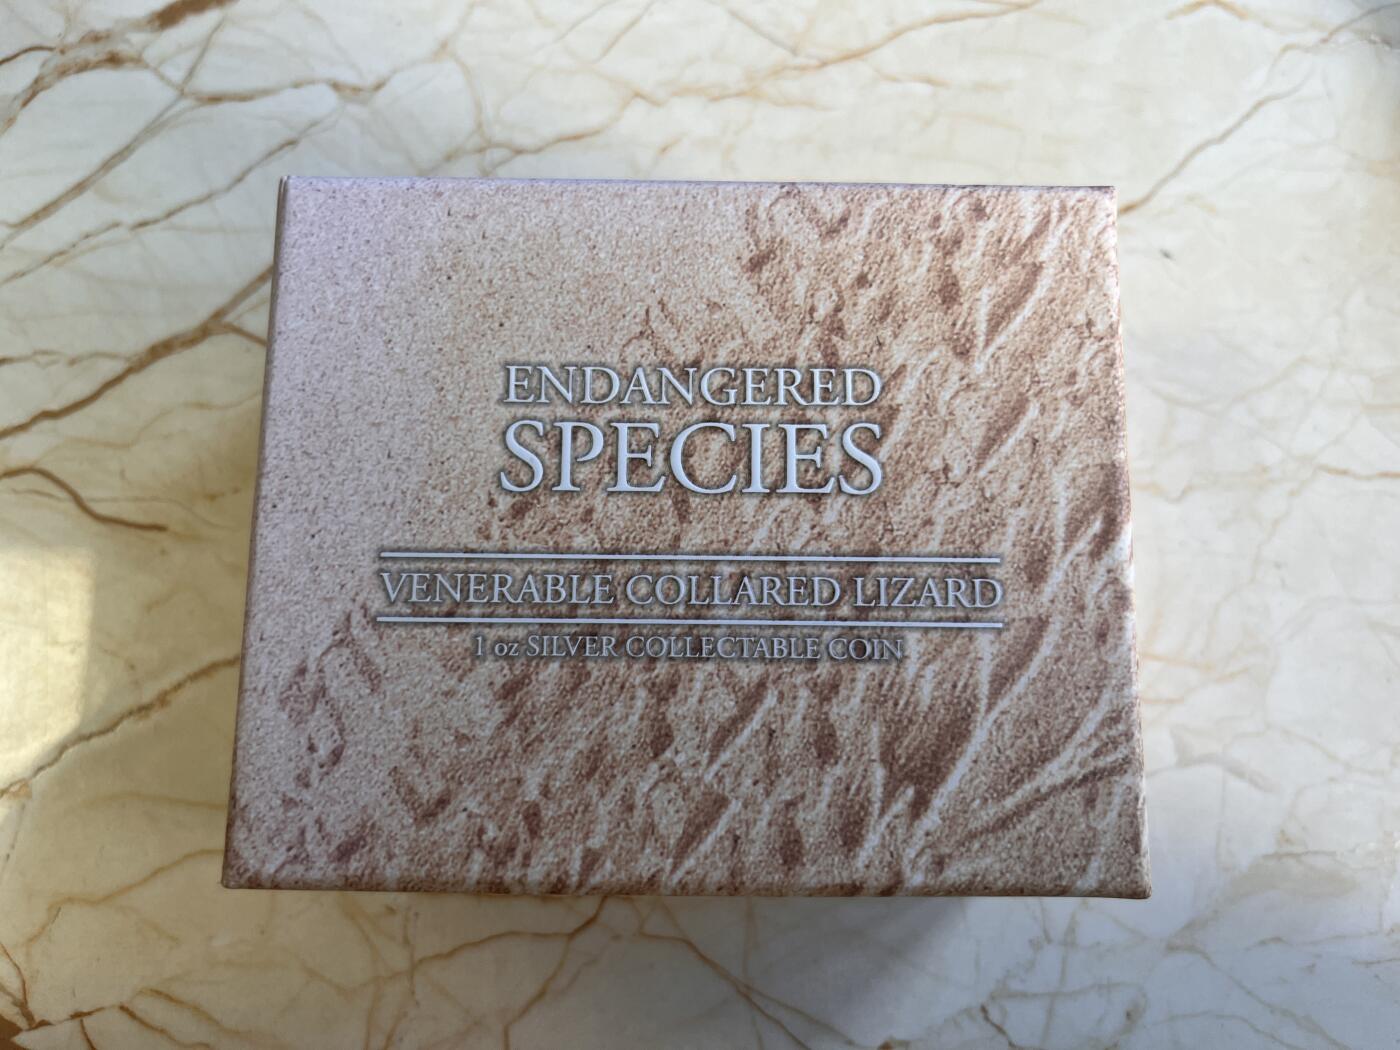 ENDANGERED
SPECIES
VENERABLE COLLARED LIZARD
1 oz SILVER COLLECTABLE COIN